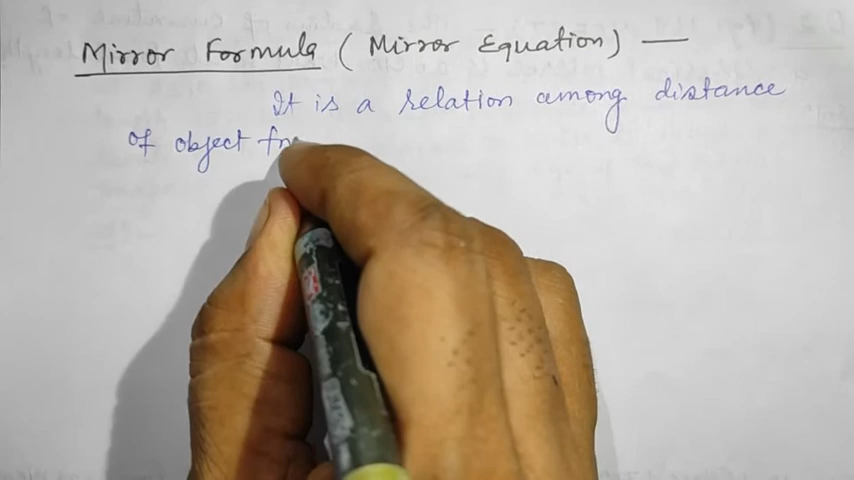 Mirror Formula (Mirror Equation) —
It is a relation among distance
of object